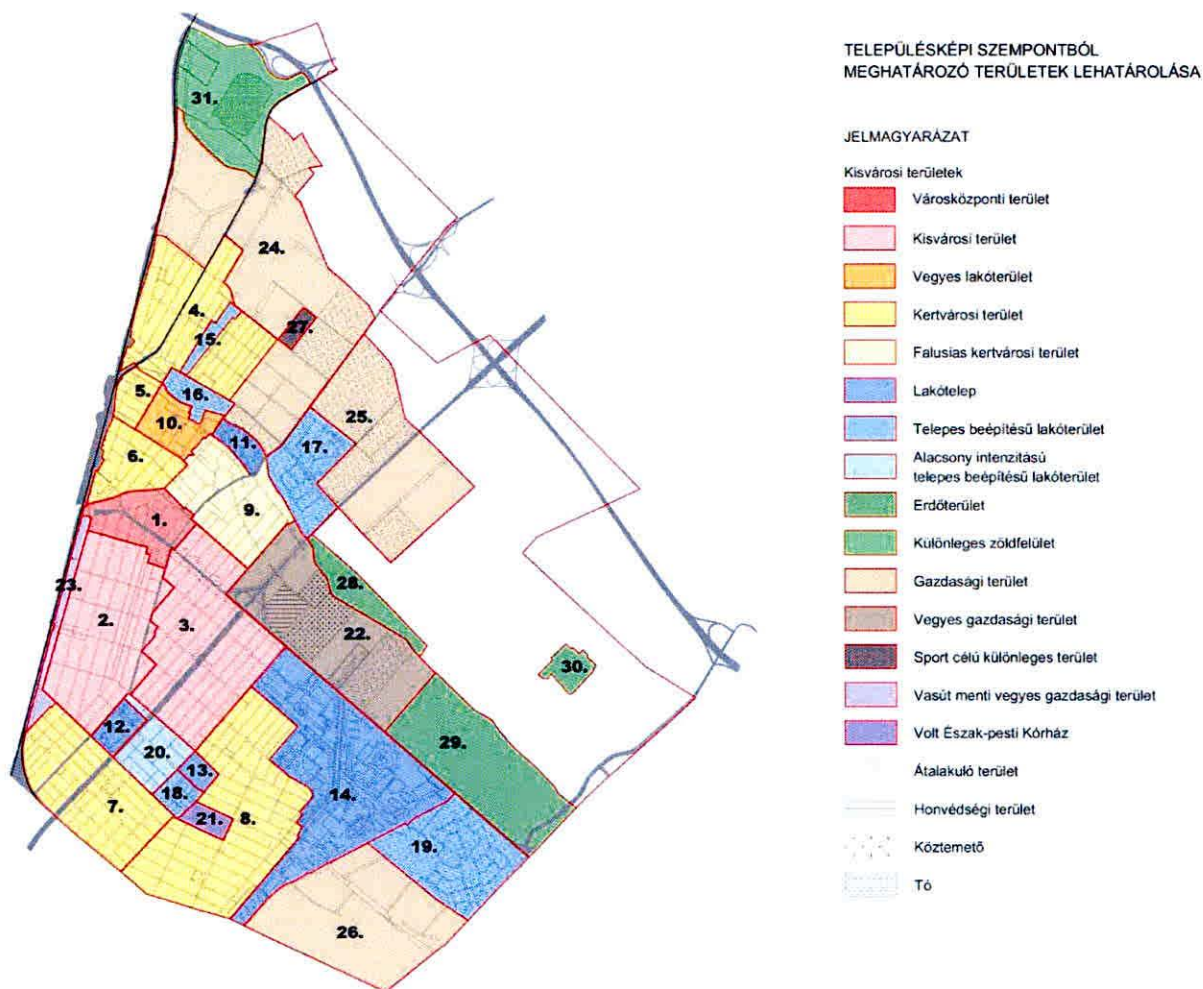 TELEPÜLÉSKÉPI SZEMPONTBÓL
MEGHATÁROZÓ TERÜLETEK LEHATÁROLÁSA
JELMAGYARÁZAT
Kisvárosi területek
Városközponti terület
Kisvárosi terület
Vegyes lakóterület
Kertvárosi terület
Falusias kertvárosi terület
Lakótelep
Telepes beépítésű lakóterület
Alacsony intenzitású
telepes beépítésű lakóterület
Erdőterület
Különleges zöldfelület
Gazdasági terület
Vegyes gazdasági terület
Sport célú különleges terület
Vasút menti vegyes gazdasági terület
Volt Észak-pesti Kórház
Átalakuló terület
Honvédségi terület
Köztemető
Tó
31.
24.
4.
27.
15.
5.
16.
10.
25.
11.
17.
6.
9.
1.
28.
23.
2.
3.
22.
30.
12.
20.
29.
13.
7.
18.
14.
21.
8.
19.
26.